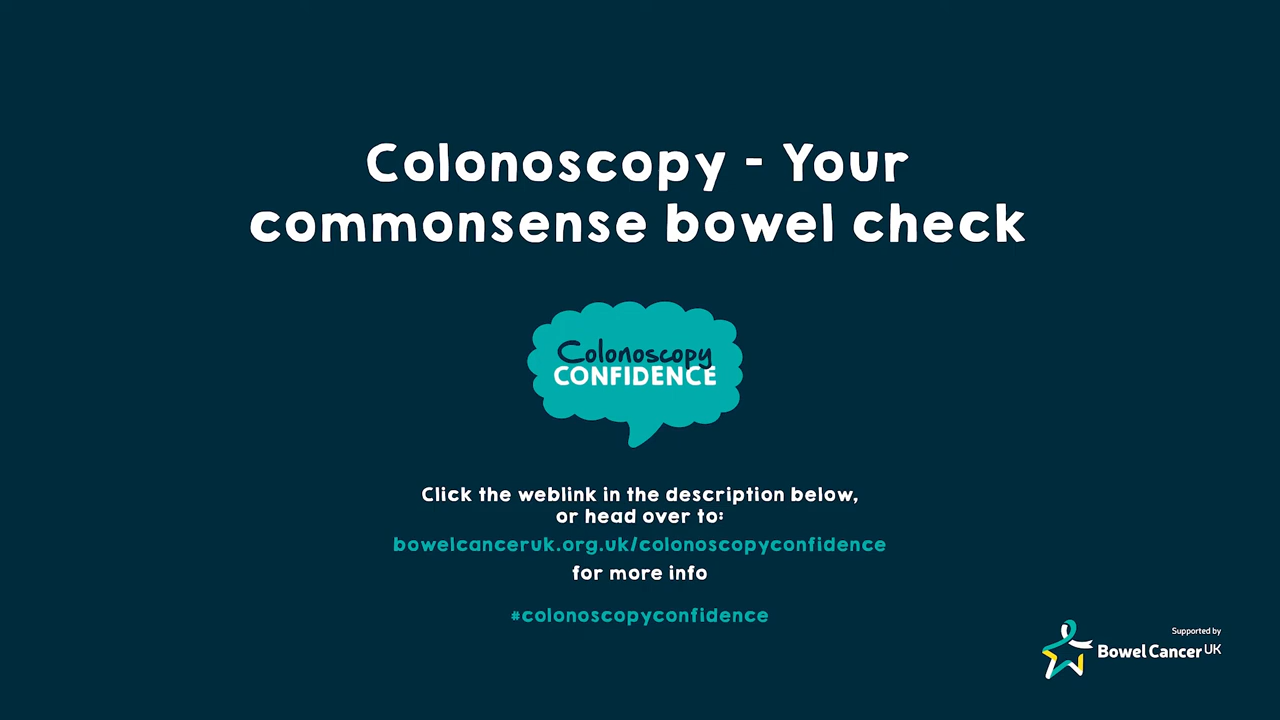 Colonoscopy - Your
commonsense bowel check
Colonoscopy
CONFIDENCE
Click the weblink in the description below,
or head over to:
bowelcanceruk.org.uk/colonoscopyconfidence
for more info
#colonoscopyconfidence
Supported by
Bowel Cancer UK